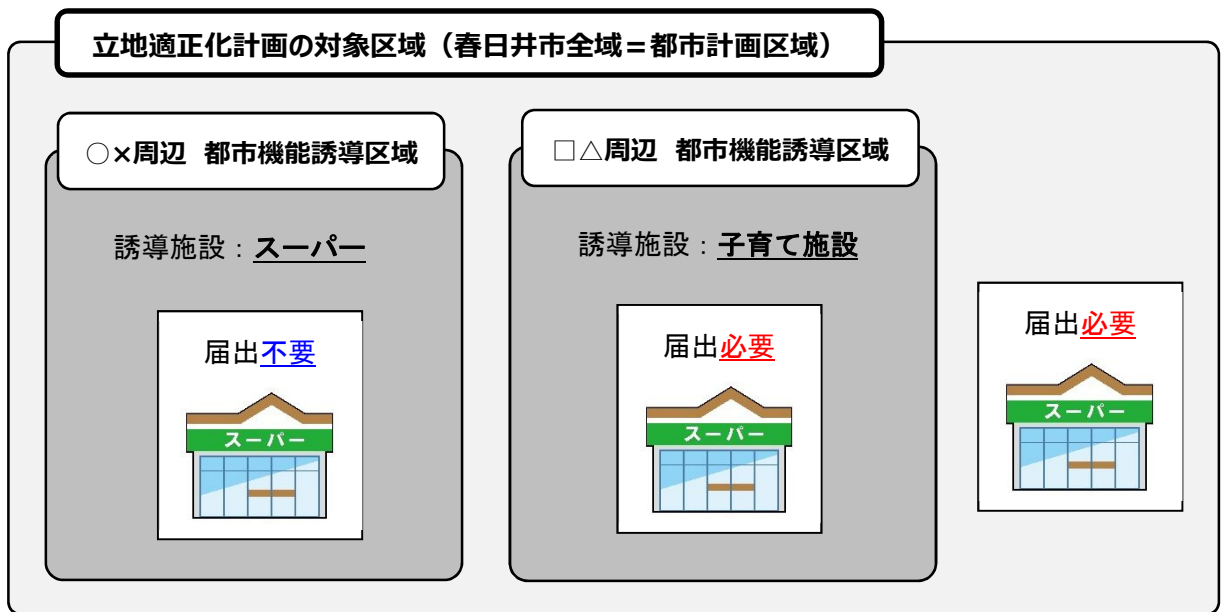 立地適正化計画の対象区域（春日井市全域＝都市計画区域）
○×周辺 都市機能誘導区域
誘導施設：スーパー
届出不要
スーパー
□△周辺 都市機能誘導区域
誘導施設：子育て施設
届出必要
スーパー
届出必要
スーパー